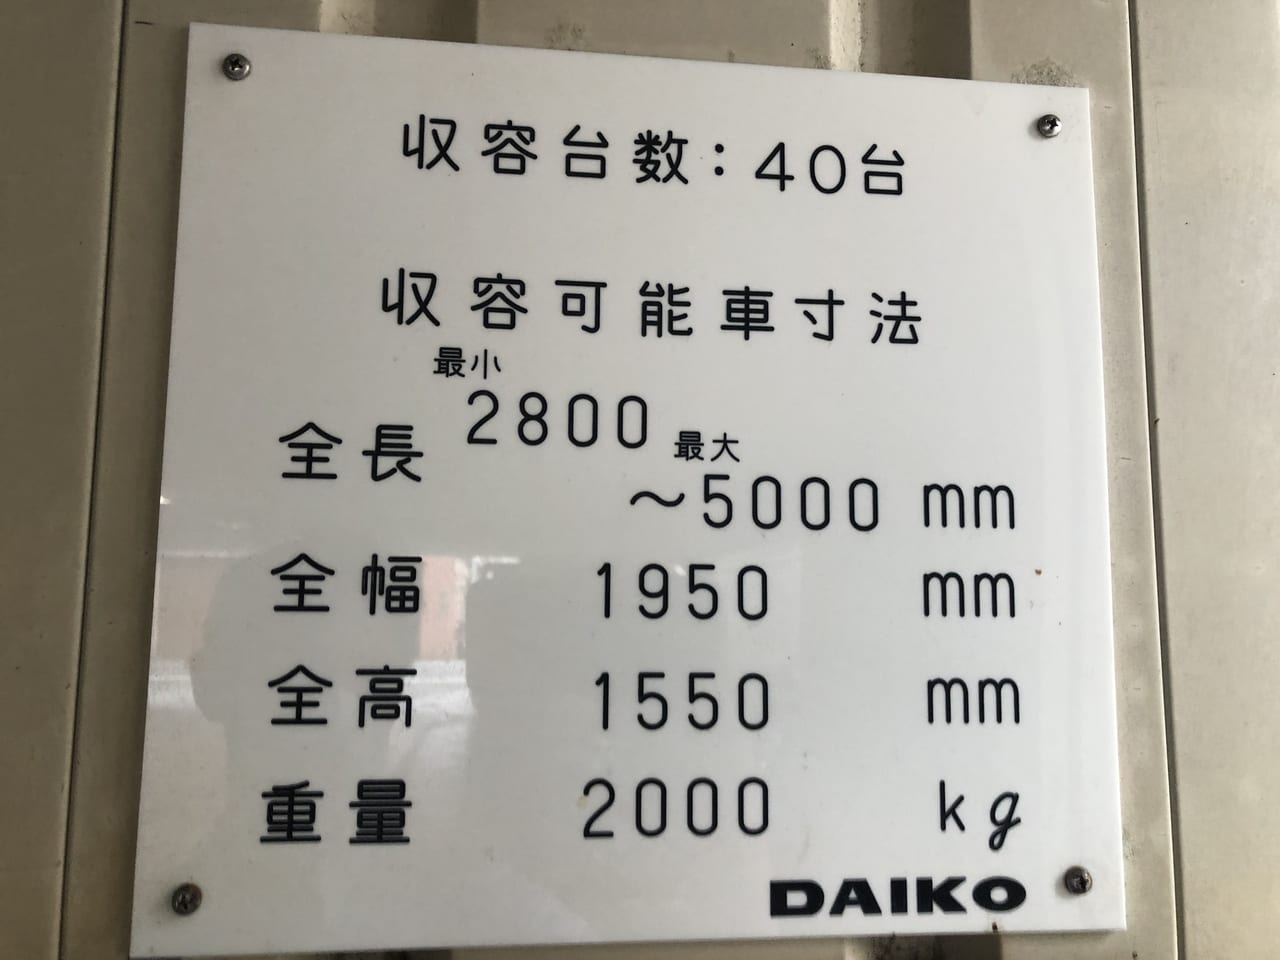 収容台数：40台
収容可能車寸法
最小
全長 2800 最大
～5000 mm
全幅 1950 mm
全高 1550 mm
重量 2000 kg
DAIKO